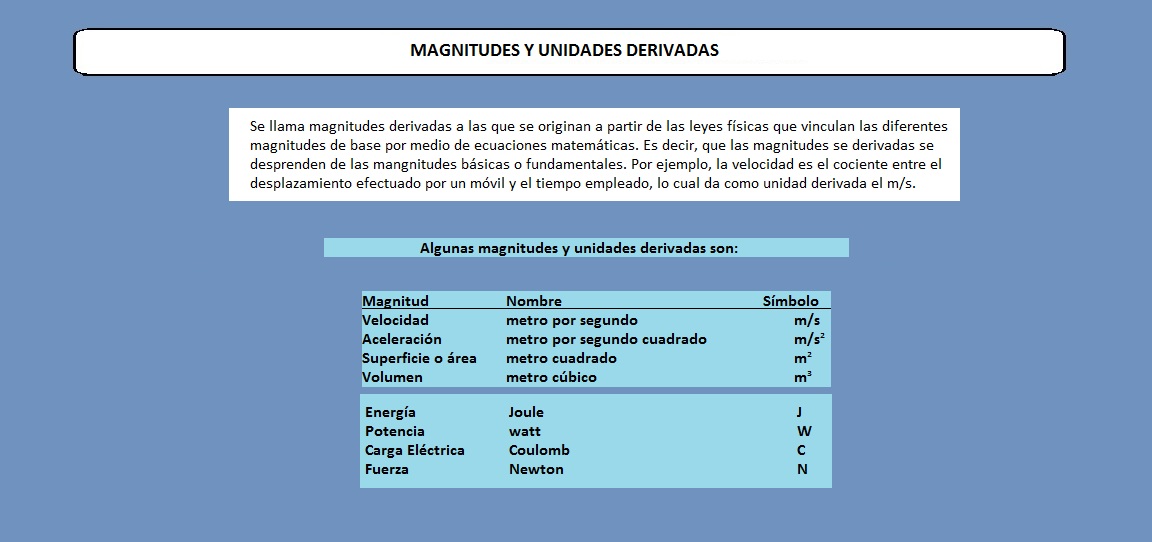 MAGNITUDES Y UNIDADES DERIVADAS
Se llama magnitudes derivadas a las que se originan a partir de las leyes físicas que vinculan las diferentes
magnitudes de base por medio de ecuaciones matemáticas. Es decir, que las magnitudes se derivadas se
desprenden de las mangnitudes básicas o fundamentales. Por ejemplo, la velocidad es el cociente entre el
desplazamiento efectuado por un móvil y el tiempo empleado, lo cual da como unidad derivada el m/s.
Algunas magnitudes y unidades derivadas son:
Magnitud Nombre Símbolo
Velocidad metro por segundo m/s
Aceleración metro por segundo cuadrado m/s²
Superficie o área metro cuadrado m²
Volumen metro cúbico m³
Energía Joule J
Potencia watt W
Carga Eléctrica Coulomb C
Fuerza Newton N